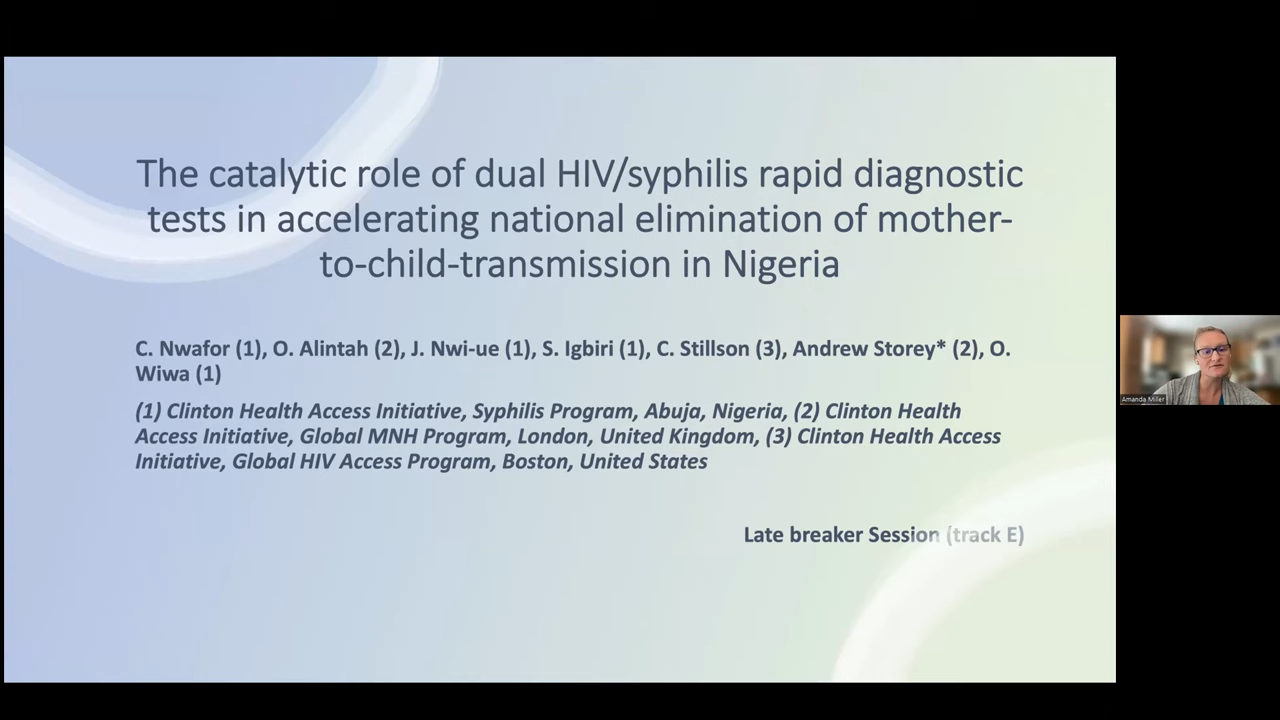 The catalytic role of dual HIV/syphilis rapid diagnostic
tests in accelerating national elimination of mother-
to-child-transmission in Nigeria
C. Nwafor (1), O. Alintah (2), J. Nwi-ue (1), S. Igbiri (1), C. Stillson (3), Andrew Storey* (2), O.
Wiwa (1)
(1) Clinton Health Access Initiative, Syphilis Program, Abuja, Nigeria, (2) Clinton Health
Access Initiative, Global MNH Program, London, United Kingdom, (3) Clinton Health Access
Initiative, Global HIV Access Program, Boston, United States
Late breaker Session (track E)
Amanda Miller